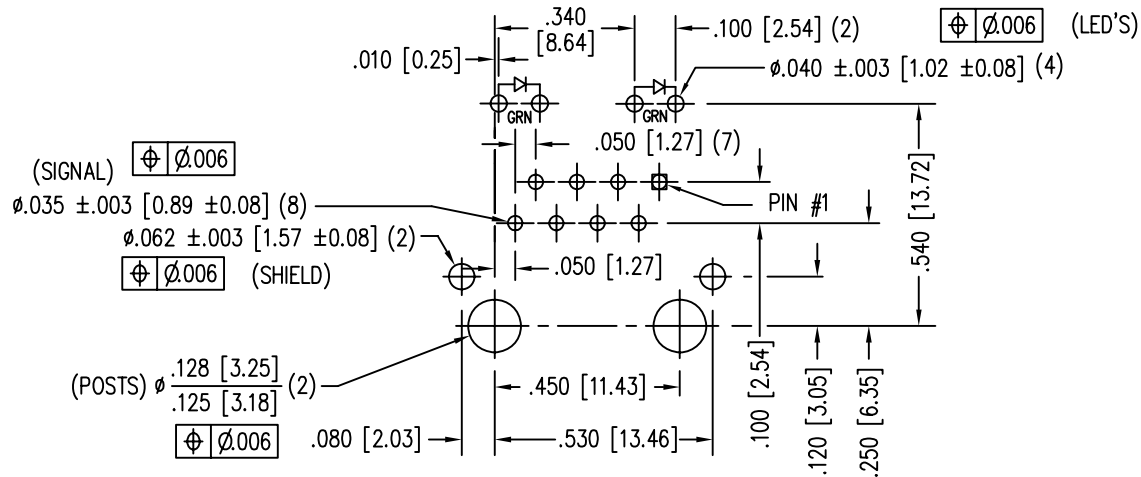 .340
[8.64]
.100 [2.54] (2)
⌖ Ø.006 (LED'S)
.010 [0.25]
Ø.040 ±.003 [1.02 ±0.08] (4)
GRN
GRN
.050 [1.27] (7)
(SIGNAL) ⌖ Ø.006
Ø.035 ±.003 [0.89 ±0.08] (8)
PIN #1
Ø.062 ±.003 [1.57 ±0.08] (2)
⌖ Ø.006 (SHIELD)
.050 [1.27]
.540 [13.72]
(POSTS) Ø .128 [3.25] (2)
.125 [3.18]
⌖ Ø.006
.450 [11.43]
.080 [2.03]
.530 [13.46]
.100 [2.54]
.120 [3.05]
.250 [6.35]